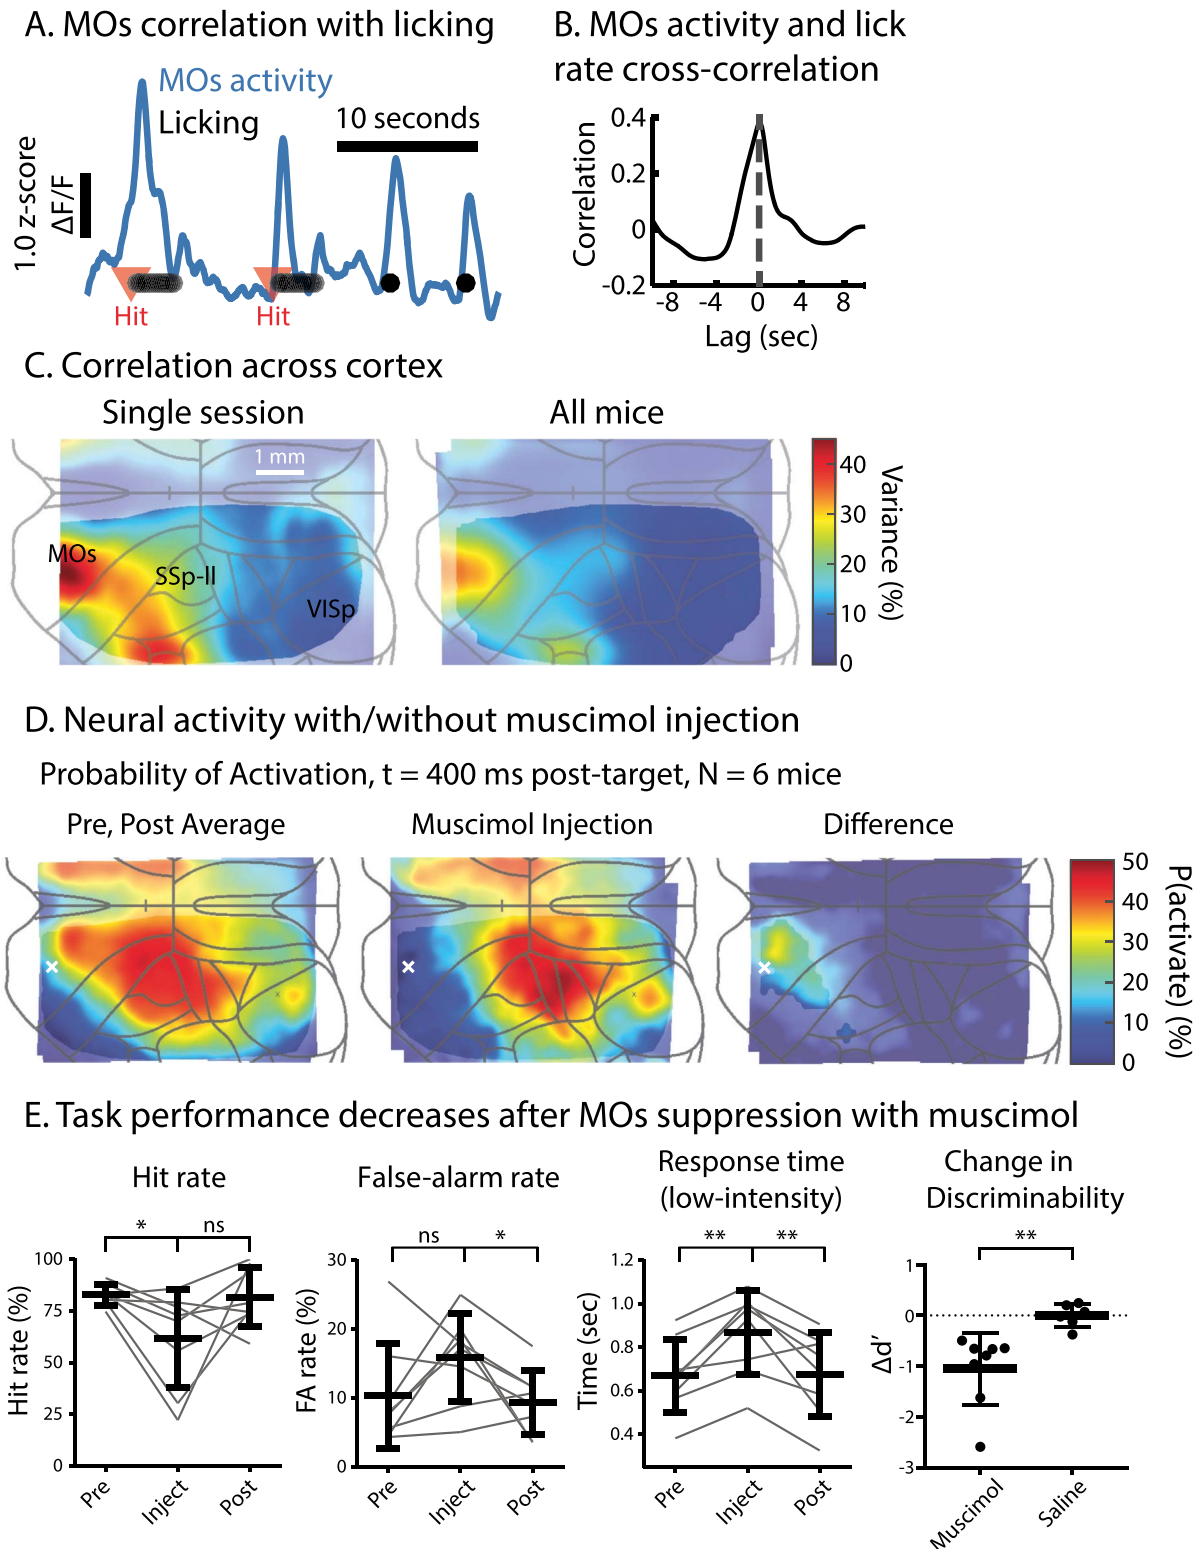 A. MOs correlation with licking
MOs activity
Licking
10 seconds
1.0 z-score
ΔF/F
Hit
Hit
B. MOs activity and lick
rate cross-correlation
Correlation
0.4
0.2
0
-0.2
-8
-4
0
4
8
Lag (sec)
C. Correlation across cortex
Single session
All mice
1 mm
MOs
SSp-ll
VISp
40
30
20
10
0
Variance (%)
D. Neural activity with/without muscimol injection
Probability of Activation, t = 400 ms post-target, N = 6 mice
Pre, Post Average
Muscimol Injection
Difference
50
40
30
20
10
0
P(activate) (%)
E. Task performance decreases after MOs suppression with muscimol
Hit rate
* ns
Hit rate (%)
100
75
50
25
0
Pre
Inject
Post
False-alarm rate
ns *
FA rate (%)
30
20
10
0
Pre
Inject
Post
Response time
(low-intensity)
** **
Time (sec)
1.2
1.0
0.8
0.6
0.4
Pre
Inject
Post
Change in
Discriminability
**
Δd′
1
0
-1
-2
-3
Muscimol
Saline